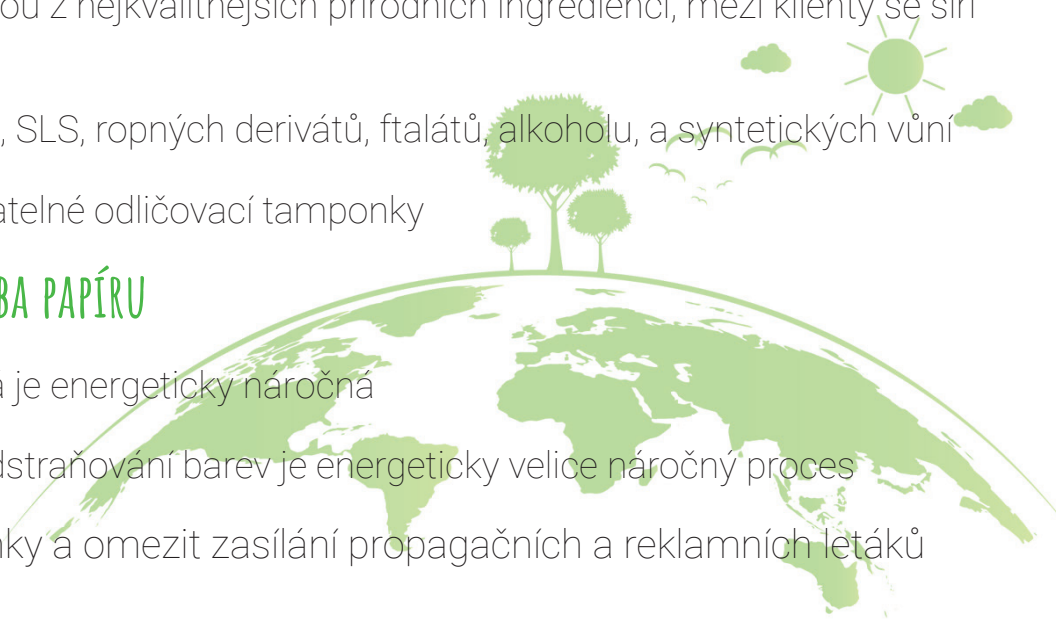 z nejkvalitnějších přírodních ingrediencí, mezi klienty se šíří
, SLS, ropných derivátů, ftalátů, alkoholu, a syntetických vůní
atelné odličovací tamponky
BA PAPÍRU
a je energeticky náročná
dstraňování barev je energeticky velice náročný proces
nky a omezit zasílání propagačních a reklamních letáků